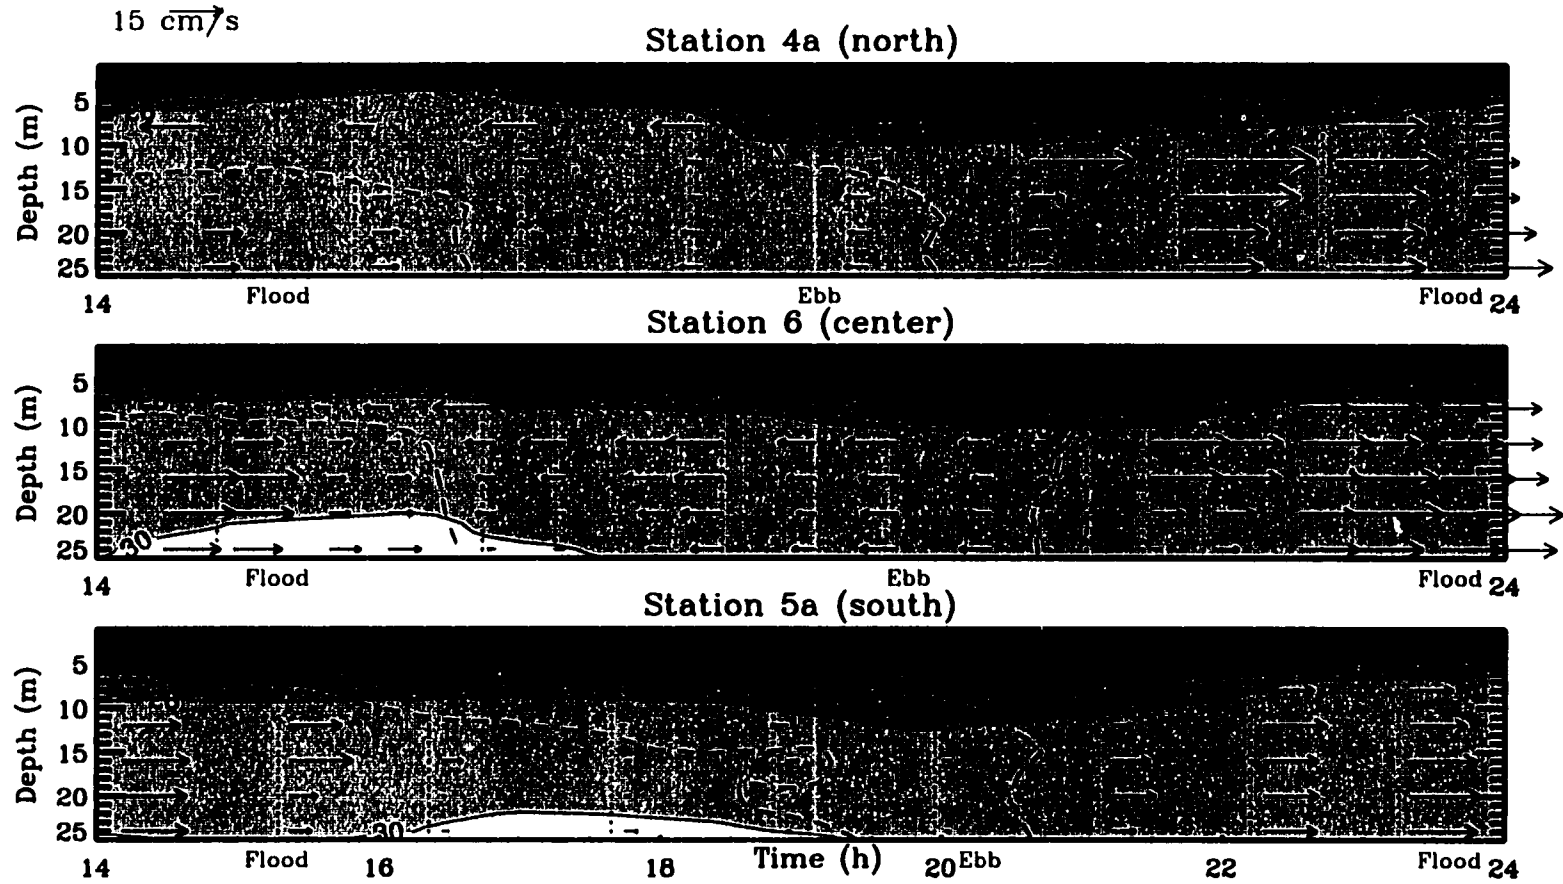 15 cm/s
Station 4a (north)
Depth (m)
5
10
15
20
25
14 Flood Ebb Flood 24
Station 6 (center)
Depth (m)
5
10
15
20
25
30
14 Flood Ebb Flood 24
Station 5a (south)
Depth (m)
5
10
15
20
25
30
14 Flood 16 18 Time (h) 20 Ebb 22 Flood 24